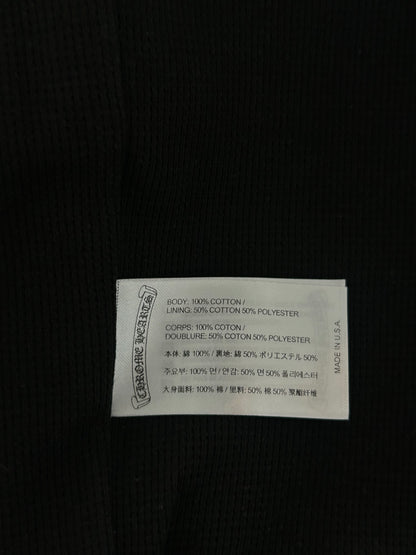 CHROME HEARTS
BODY: 100% COTTON /
LINING: 50% COTTON 50% POLYESTER
CORPS: 100% COTON /
DOUBLURE: 50% COTON 50% POLYESTER
本体: 綿 100% / 裏地: 綿 50% ポリエステル 50%
주요부: 100% 면 / 안감: 50% 면 50% 폴리에스터
大身面料: 100% 棉 / 里料: 50% 棉 50% 聚酯纤维
MADE IN U.S.A.